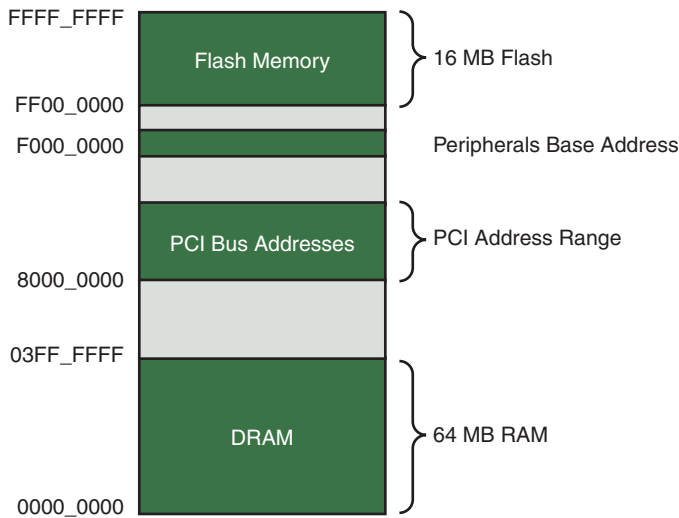 FFFF_FFFF
Flash Memory
16 MB Flash
FF00_0000
F000_0000
Peripherals Base Address
PCI Bus Addresses
PCI Address Range
8000_0000
03FF_FFFF
DRAM
64 MB RAM
0000_0000